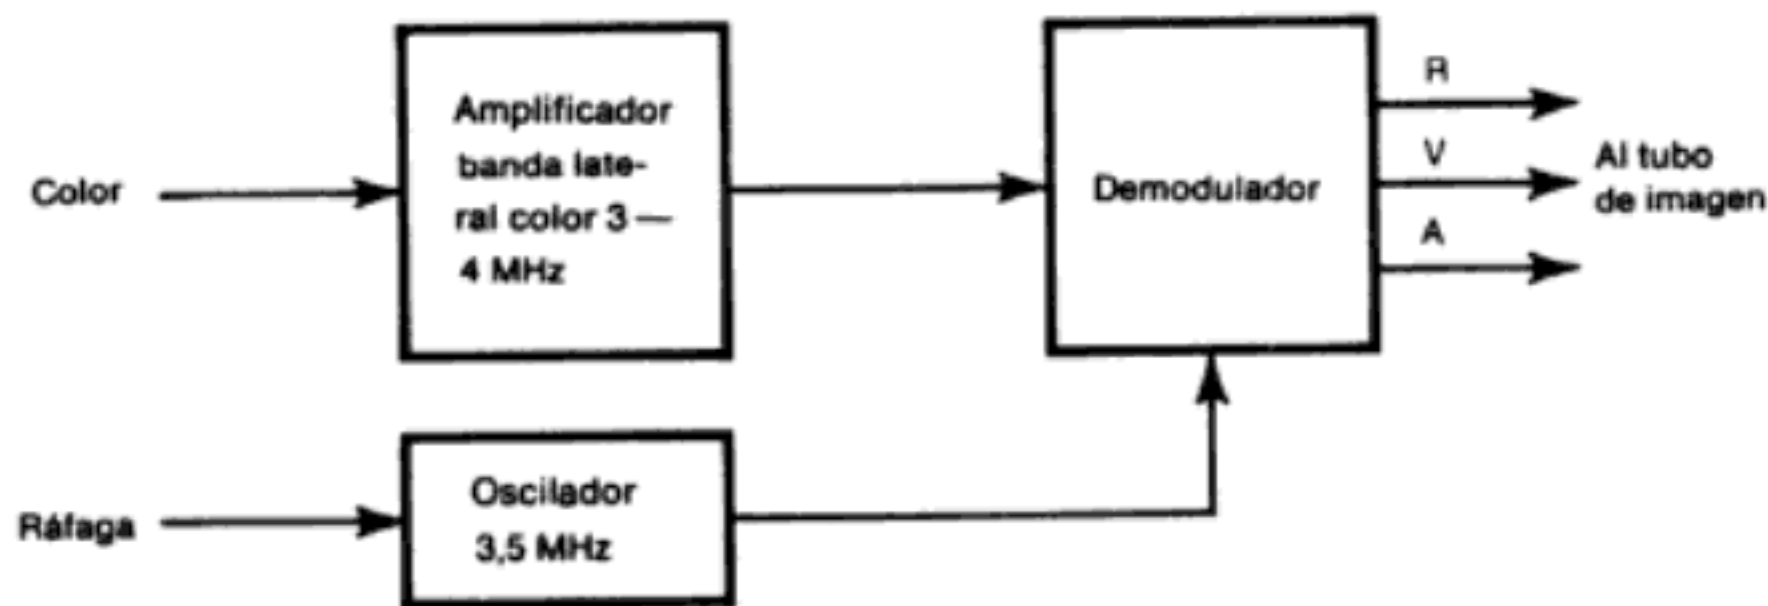 Color
Amplificador
banda late-
ral color 3 —
4 MHz
Demodulador
R
V
A
Al tubo
de imagen
Ráfaga
Oscilador
3,5 MHz